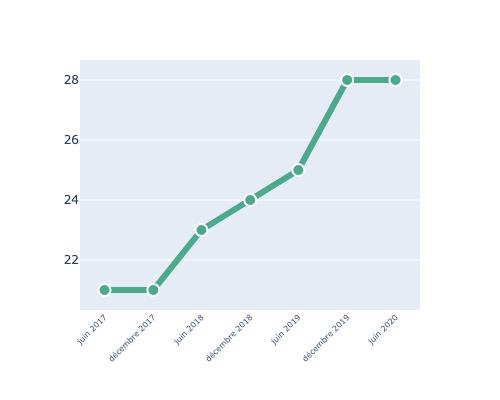 28
26
24
22
juin 2017
décembre 2017
juin 2018
décembre 2018
juin 2019
décembre 2019
juin 2020